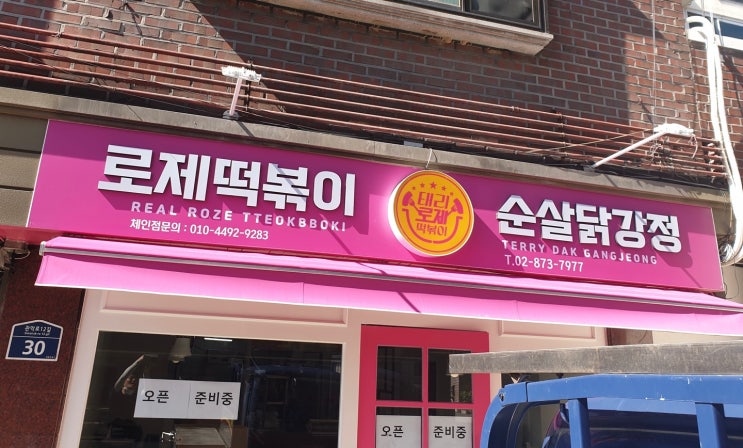 로제떡볶이
REAL ROZE TTEOKBBOKI
체인점문의 : 010-4492-9283
테리
로제
떡볶이
순살닭강정
TERRY DAK GANGJEONG
T.02-873-7977
관악로12길
30
오픈 준비중
오픈 준비중